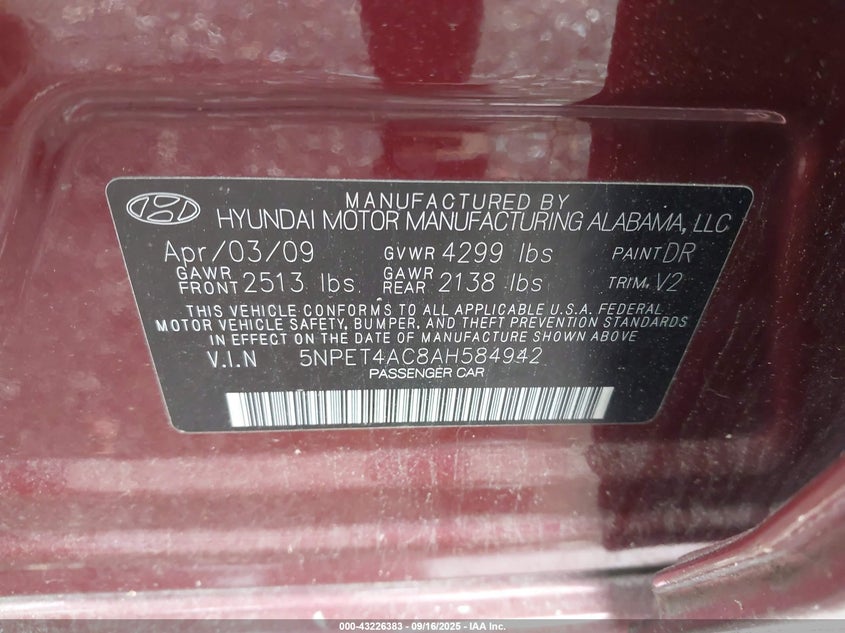 MANUFACTURED BY
HYUNDAI MOTOR MANUFACTURING ALABAMA, LLC
Apr/03/09 GVWR 4299 lbs PAINT DR
GAWR FRONT 2513 lbs GAWR REAR 2138 lbs TRIM V2
THIS VEHICLE CONFORMS TO ALL APPLICABLE U.S.A. FEDERAL
MOTOR VEHICLE SAFETY, BUMPER, AND THEFT PREVENTION STANDARDS
IN EFFECT ON THE DATE OF MANUFACTURE SHOWN ABOVE
V.I.N 5NPET4AC8AH584942
PASSENGER CAR
000-43226383 - 09/16/2025 - IAA Inc.